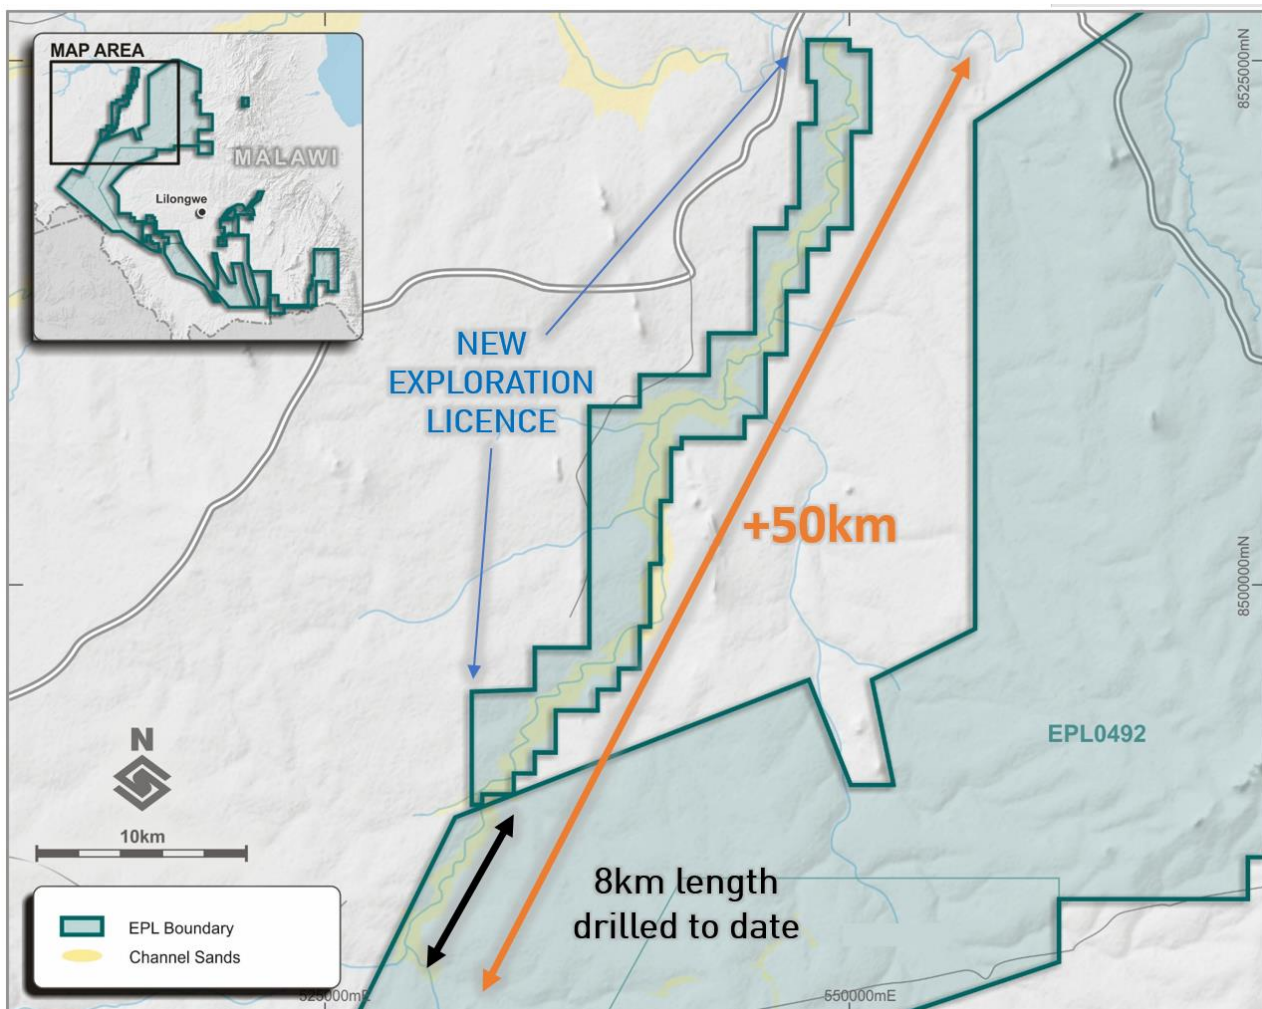 MAP AREA
MALAWI
Lilongwe
8525000mN
NEW
EXPLORATION
LICENCE
+50km
8500000mN
EPL0492
N
10km
8km length
drilled to date
EPL Boundary
Channel Sands
525000mE
550000mE